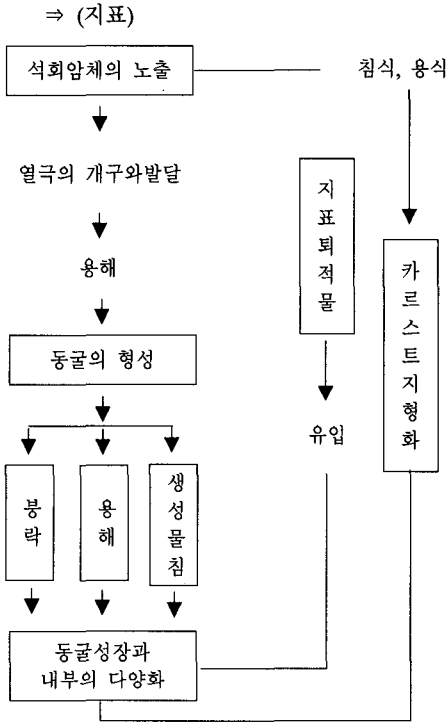 ⇒ (지표)
석회암체의 노출
침식, 용식
열극의 개구와발달
용해
동굴의 형성
붕락
용해
생성물침
지표퇴적물
유입
카르스트지형화
동굴성장과
내부의 다양화